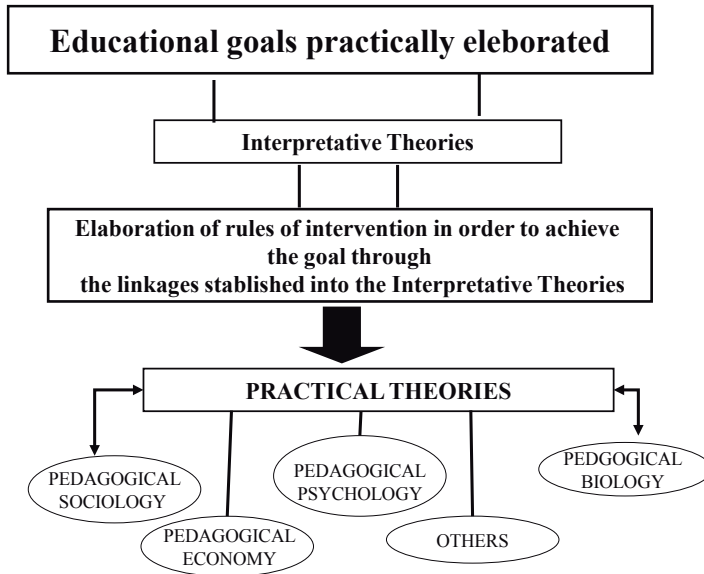 Educational goals practically eleborated
Interpretative Theories
Elaboration of rules of intervention in order to achieve
the goal through
the linkages stablished into the Interpretative Theories
PRACTICAL THEORIES
PEDAGOGICAL
SOCIOLOGY
PEDAGOGICAL
ECONOMY
PEDAGOGICAL
PSYCHOLOGY
OTHERS
PEDGOGICAL
BIOLOGY